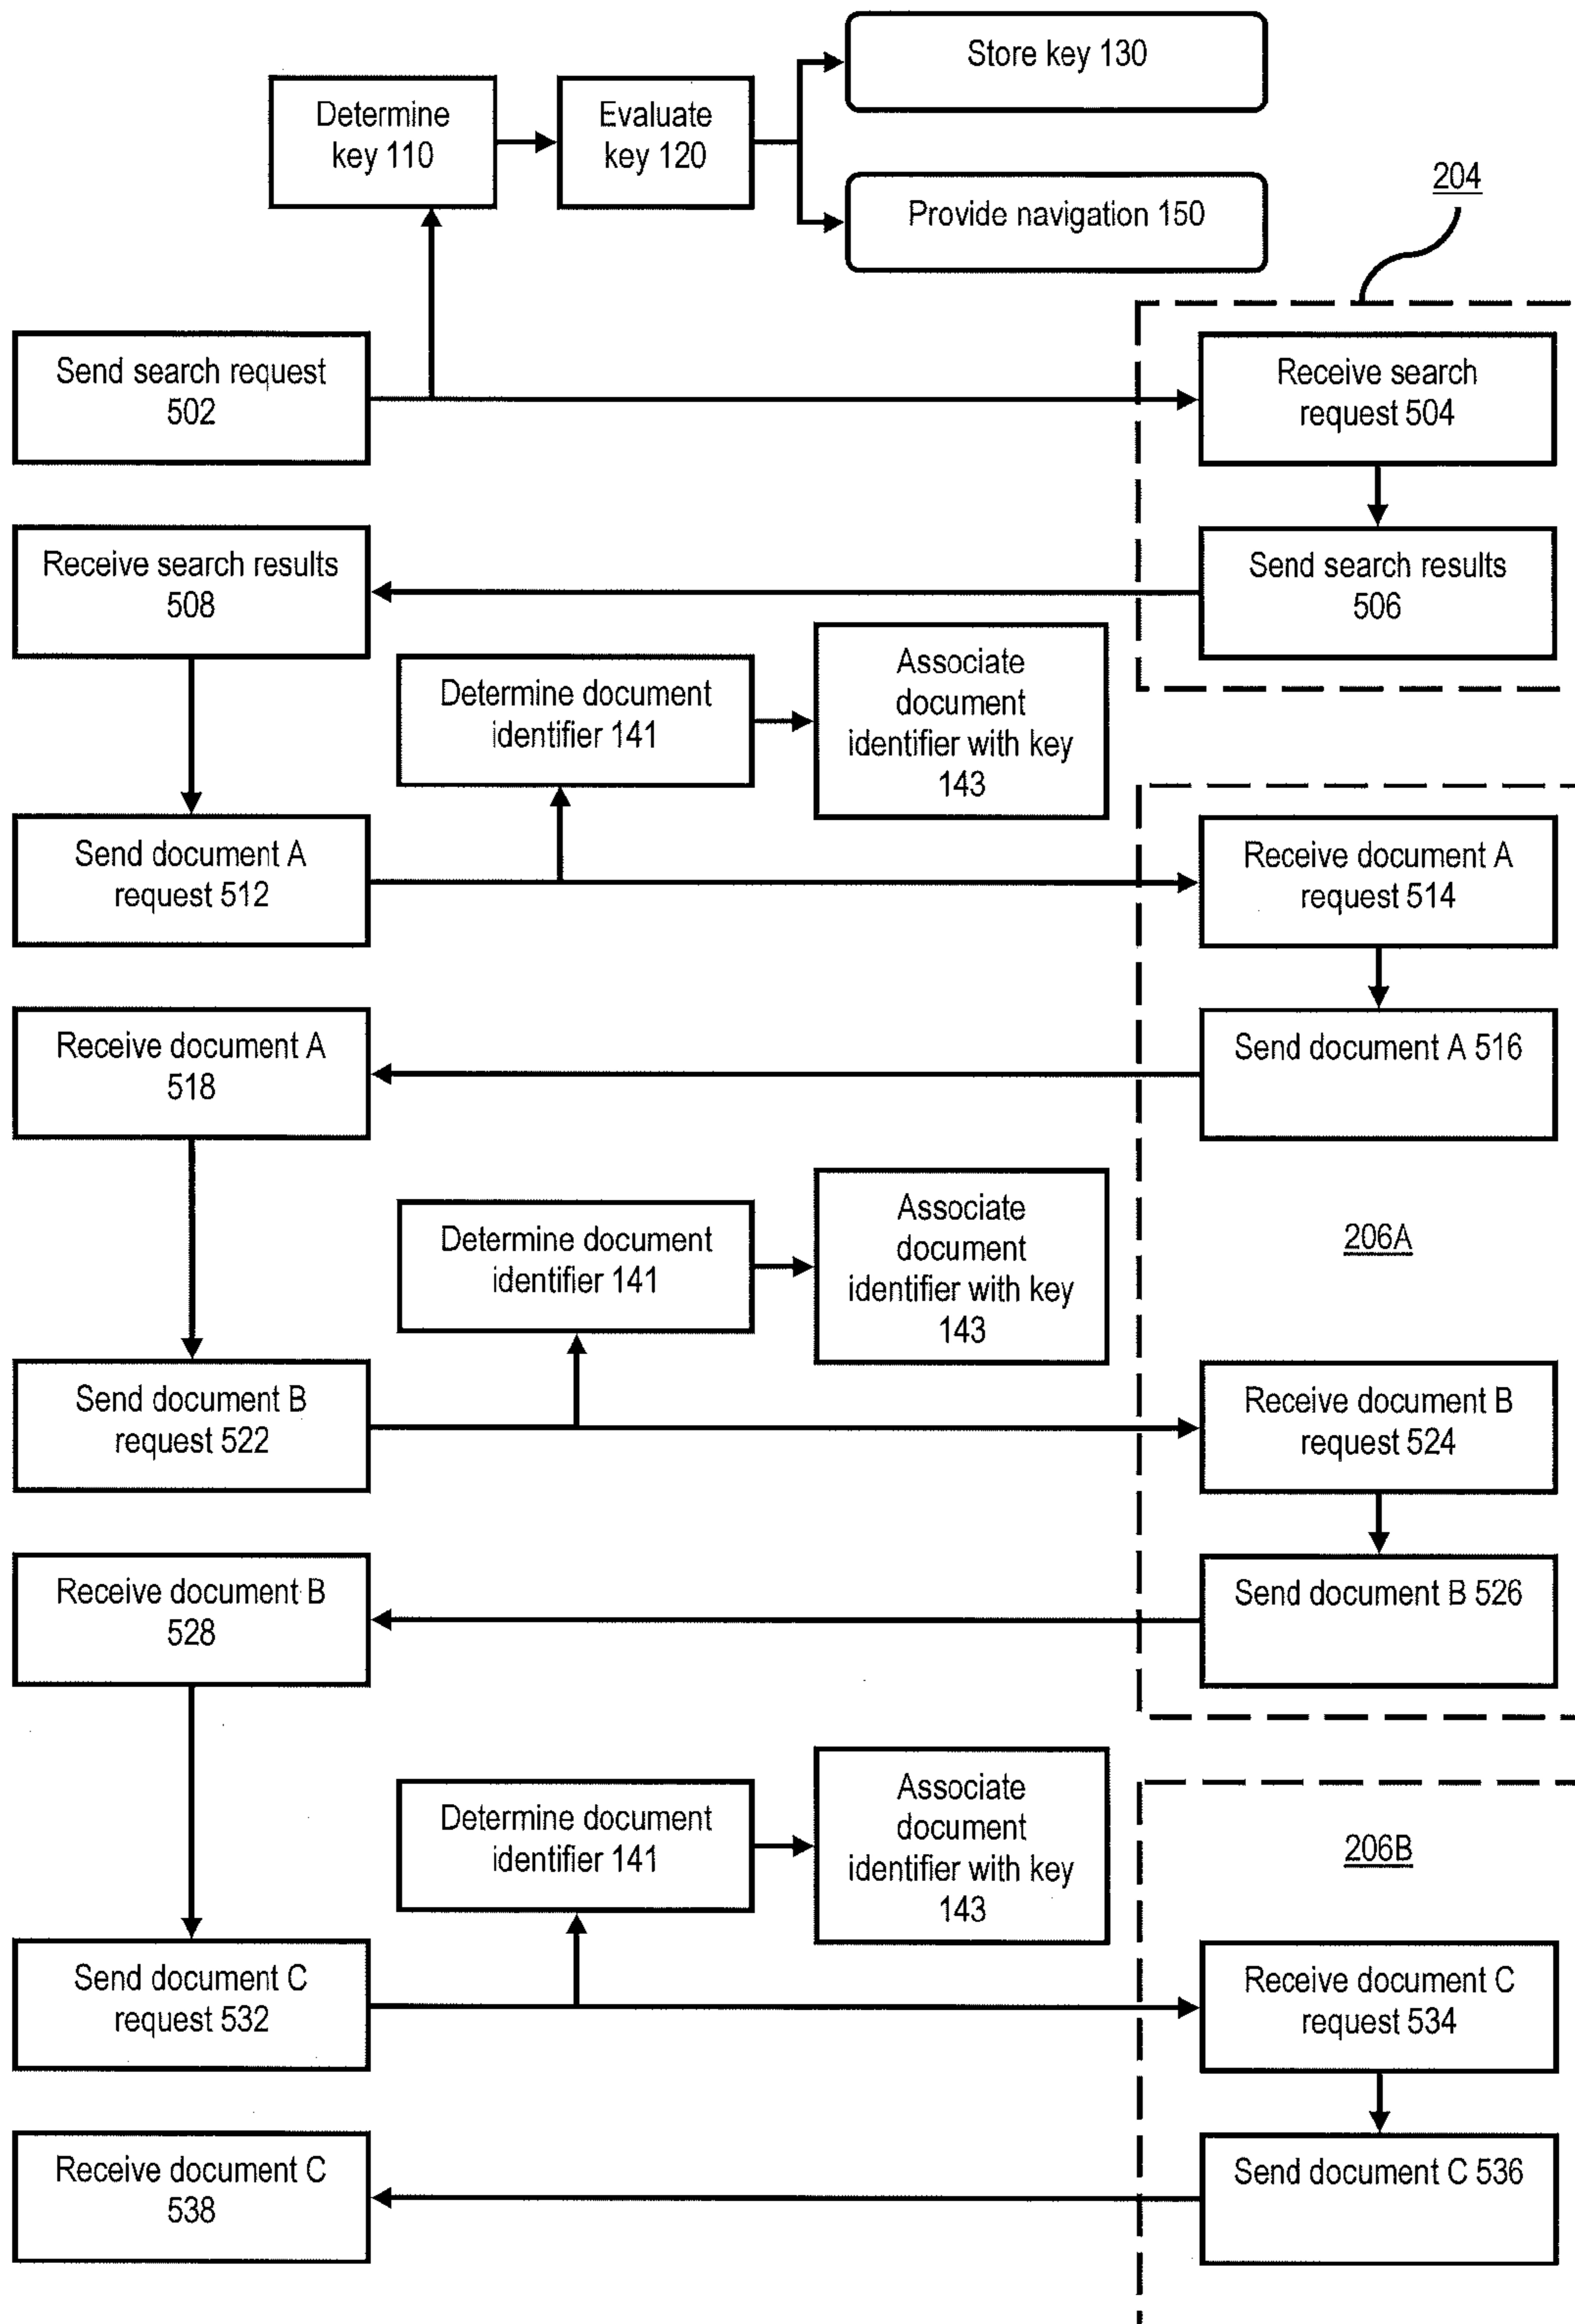 Store key 130
Determine
key 110
Evaluate
key 120
Provide navigation 150
204
Send search request
502
Receive search
request 504
Receive search results
508
Send search results
506
Determine document
identifier 141
Associate
document
identifier with key
143
Send document A
request 512
Receive document A
request 514
Receive document A
518
Send document A 516
Determine document
identifier 141
Associate
document
identifier with key
143
206A
Send document B
request 522
Receive document B
request 524
Receive document B
528
Send document B 526
Determine document
identifier 141
Associate
document
identifier with key
143
206B
Send document C
request 532
Receive document C
request 534
Receive document C
538
Send document C 536